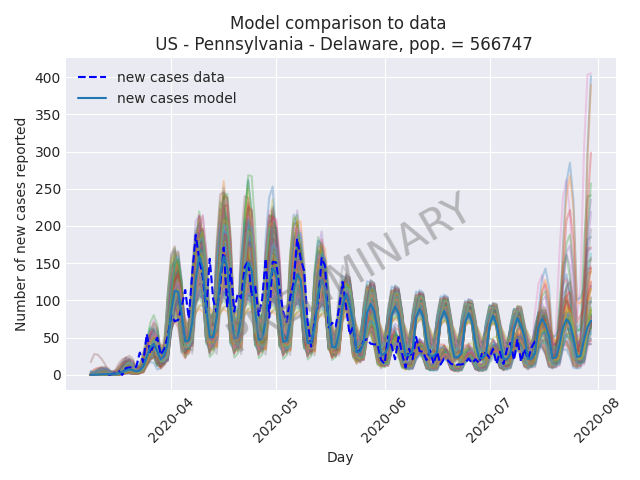 Model comparison to data
US - Pennsylvania - Delaware, pop. = 566747
new cases data
new cases model
Number of new cases reported
400
350
300
250
200
150
100
50
0
2020-04
2020-05
2020-06
2020-07
2020-08
Day